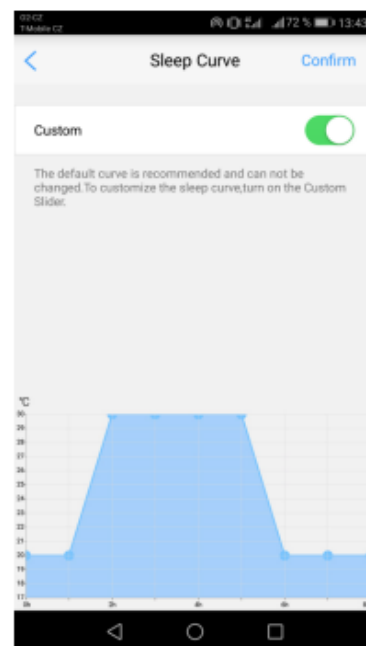 O2-CZ
T-Mobile CZ
72 % 13:43
Sleep Curve
Confirm
Custom
The default curve is recommended and can not be
changed.To customize the sleep curve,turn on the Custom
Slider.
°C
30
29
28
27
26
25
24
23
22
21
20
19
18
17
0h 2h 4h 6h